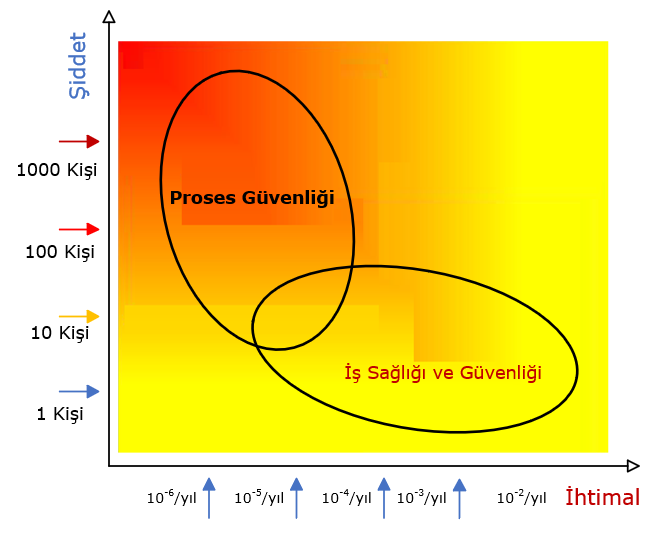 Şiddet
1000 Kişi
Proses Güvenliği
100 Kişi
10 Kişi
İş Sağlığı ve Güvenliği
1 Kişi
10-6/yıl 10-5/yıl 10-4/yıl 10-3/yıl 10-2/yıl İhtimal